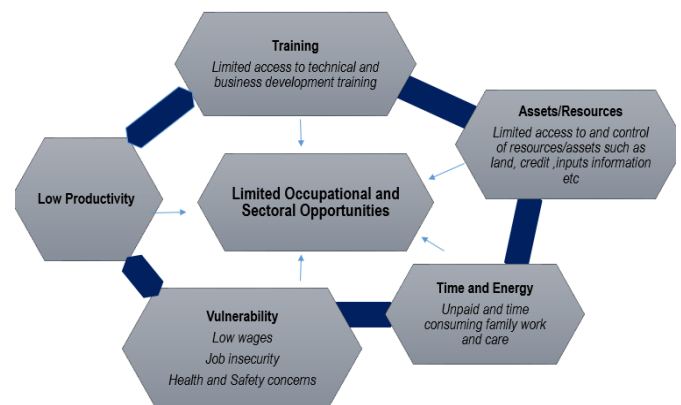 Training
Limited access to technical and
business development training
Assets/Resources
Limited access to and control
of resources/assets such as
land, credit ,inputs information
etc
Low Productivity
Limited Occupational and
Sectoral Opportunities
Time and Energy
Unpaid and time
consuming family work
and care
Vulnerability
Low wages
Job insecurity
Health and Safety concerns